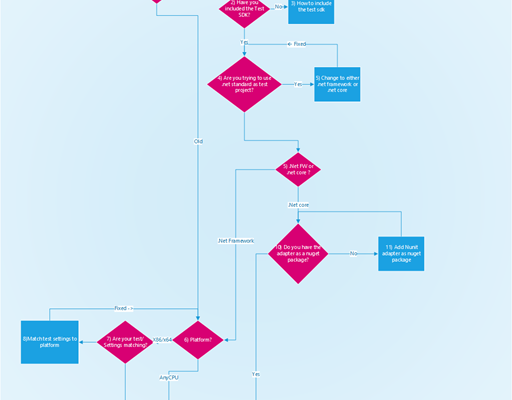 2) Have you
included the Test
SDK?
No
3) How to include
the test sdk
Yes
<- Fixed
4) Are you trying to use
.net standard as test
project?
Yes
5) Change to either
.net framework or
.net core
Old
5) .Net FW or
.net core ?
.Net core
.Net Framework
10) Do you have the
adapter as a nuget
package?
No
11) Add Nunit
adapter as nuget
package
Fixed ->
8)Match test settings to
platform
7) Are your test/
Settings matching?
X86/x64
6) Platform?
AnyCPU
Yes